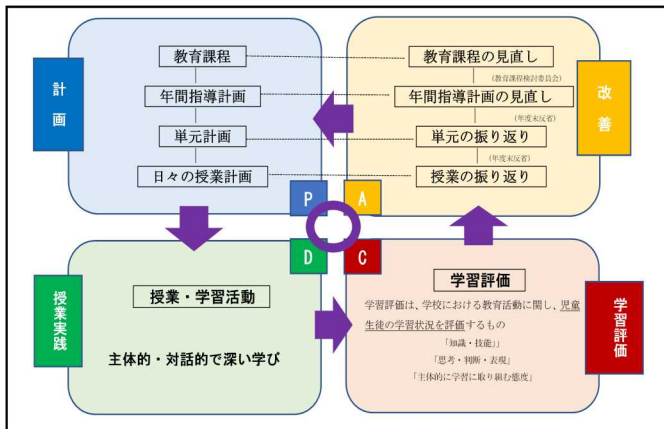 計画
教育課程
年間指導計画
単元計画
日々の授業計画
P
教育課程の見直し
(教育課程検討委員会)
年間指導計画の見直し
(年度末反省)
単元の振り返り
(年度末反省)
授業の振り返り
A
改善
授業実践
D
授業・学習活動
主体的・対話的で深い学び
C
学習評価
学習評価は、学校における教育活動に関し、児童
生徒の学習状況を評価するもの
「知識・技能」」
「思考・判断・表現」
「主体的に学習に取り組む態度」
学習評価